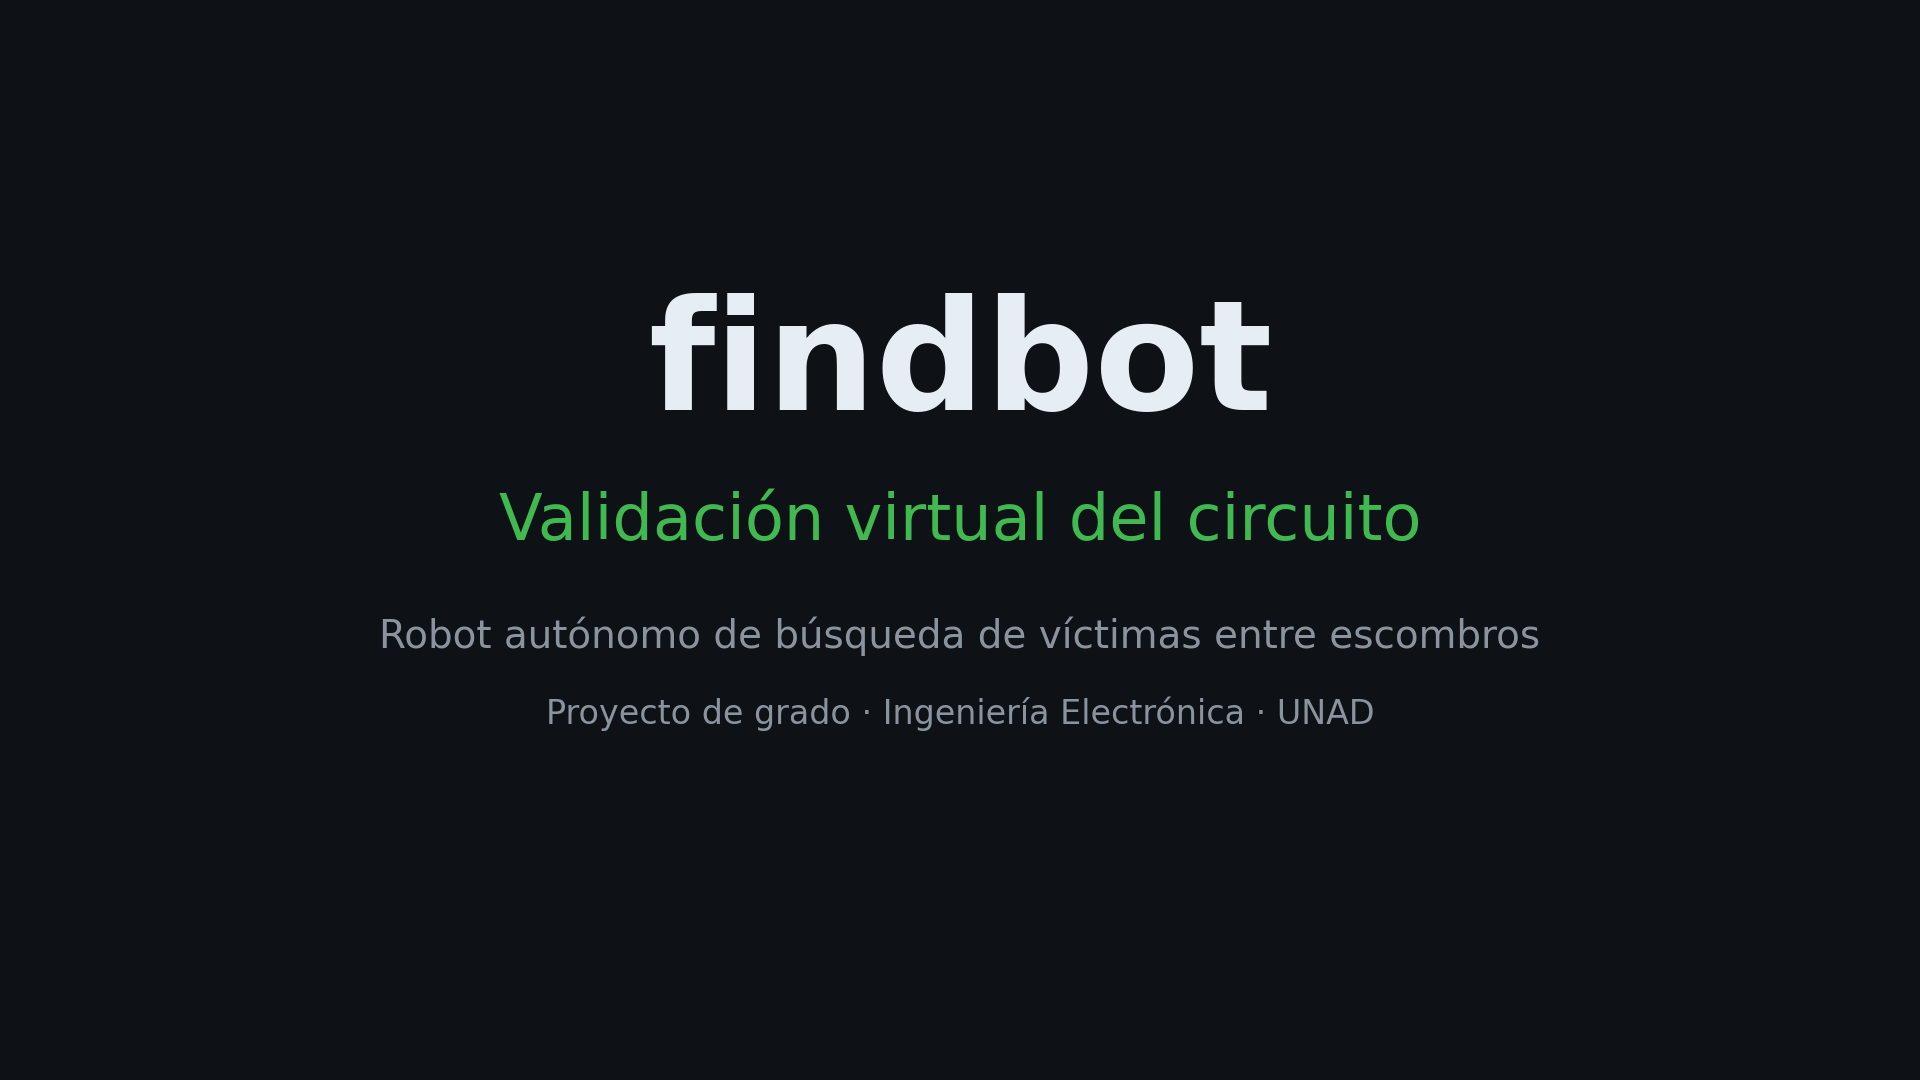 findbot
Validación virtual del circuito
Robot autónomo de búsqueda de víctimas entre escombros
Proyecto de grado · Ingeniería Electrónica · UNAD